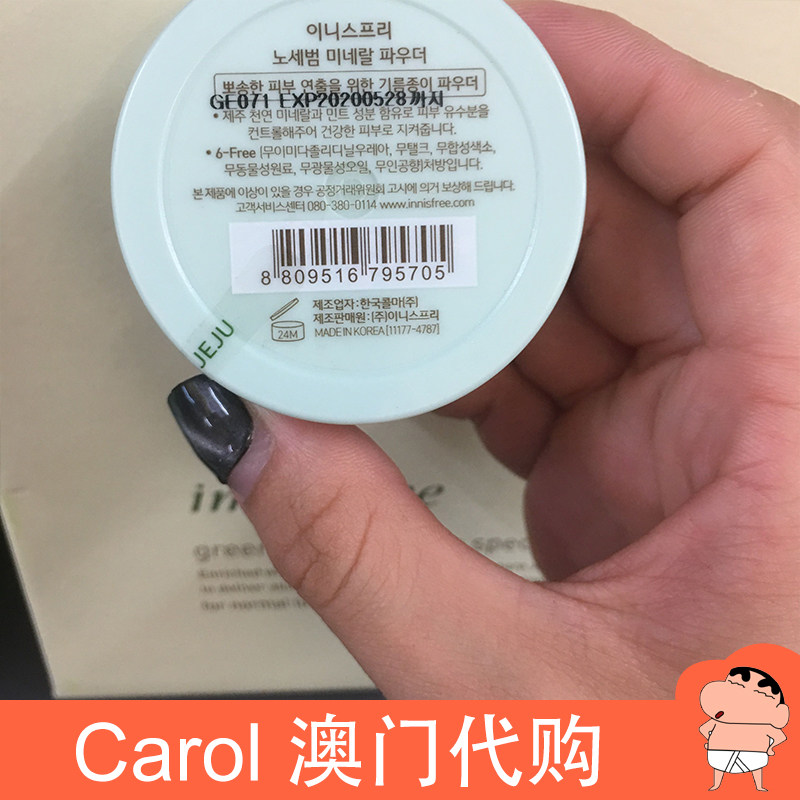 이니스프리
노세범 미네랄 파우더
뽀송한 피부 연출을 위한 기름종이 파우더
GE071 EXP20200528까지
• 제주 천연 미네랄과 민트 성분 함유로 피부 유수분을
컨트롤해주어 건강한 피부로 지켜줍니다.
• 6-Free [무이미다졸리디닐우레아, 무탤크, 무합성색소,
무동물성원료, 무광물성오일, 무인공향]처방입니다.
본 제품에 이상이 있을 경우 공정거래위원회 고시에 의거 보상해 드립니다.
고객서비스센터 080-380-0114 www.innisfree.com
8 809516 795705
제조업자:한국콜마(주)
제조판매원:(주)이니스프리
24M
MADE IN KOREA [11177-4787]
JEJU
green
Carol 澳门代购